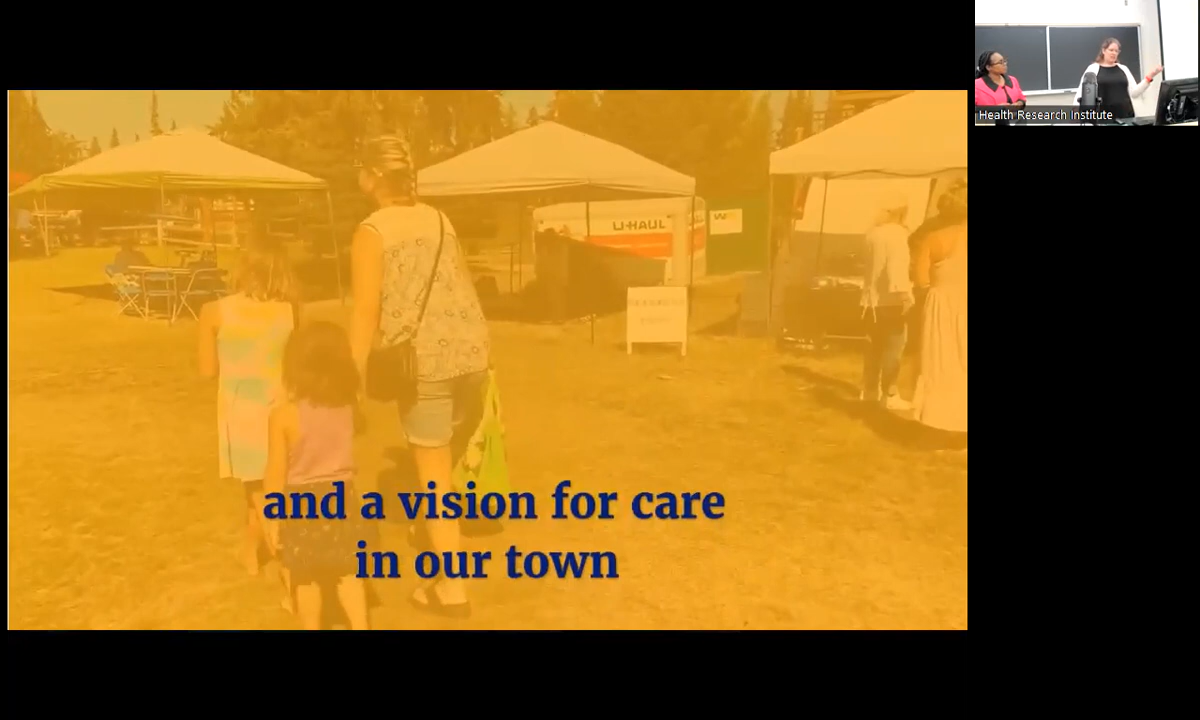 U-HAUL
and a vision for care
in our town
Health Research Institute